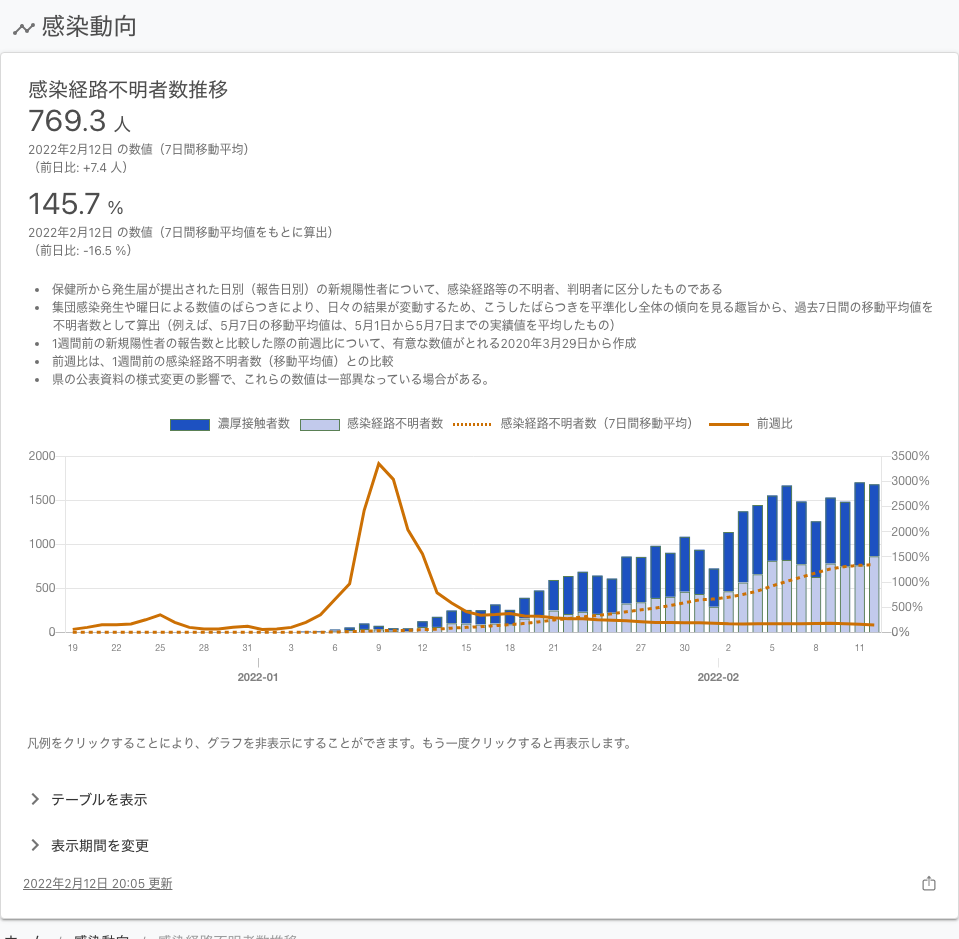 感染動向
感染経路不明者数推移
769.3 人
2022年2月12日 の数値（7日間移動平均）
（前日比: +7.4 人）
145.7 %
2022年2月12日 の数値（7日間移動平均値をもとに算出）
（前日比: -16.5 %）
• 保健所から発生届が提出された日別（報告日別）の新規陽性者について、感染経路等の不明者、判明者に区分したものである
• 集団感染発生や曜日による数値のばらつきにより、日々の結果が変動するため、こうしたばらつきを平準化し全体の傾向を見る趣旨から、過去7日間の移動平均値を
不明者数として算出（例えば、5月7日の移動平均値は、5月1日から5月7日までの実績値を平均したもの）
• 1週間前の新規陽性者の報告数と比較した際の前週比について、有意な数値がとれる2020年3月29日から作成
• 前週比は、1週間前の感染経路不明者数（移動平均値）との比較
• 県の公表資料の様式変更の影響で、これらの数値は一部異なっている場合がある。
濃厚接触者数 感染経路不明者数 感染経路不明者数（7日間移動平均） 前週比
2000 3500%
3000%
1500 2500%
2000%
1000 1500%
1000%
500 500%
0 0%
19 22 25 28 31 3 6 9 12 15 18 21 24 27 30 2 5 8 11
2022-01 2022-02
凡例をクリックすることにより、グラフを非表示にすることができます。もう一度クリックすると再表示します。
テーブルを表示
表示期間を変更
2022年2月12日 20:05 更新
ホーム / 感染動向 / 感染経路不明者数推移